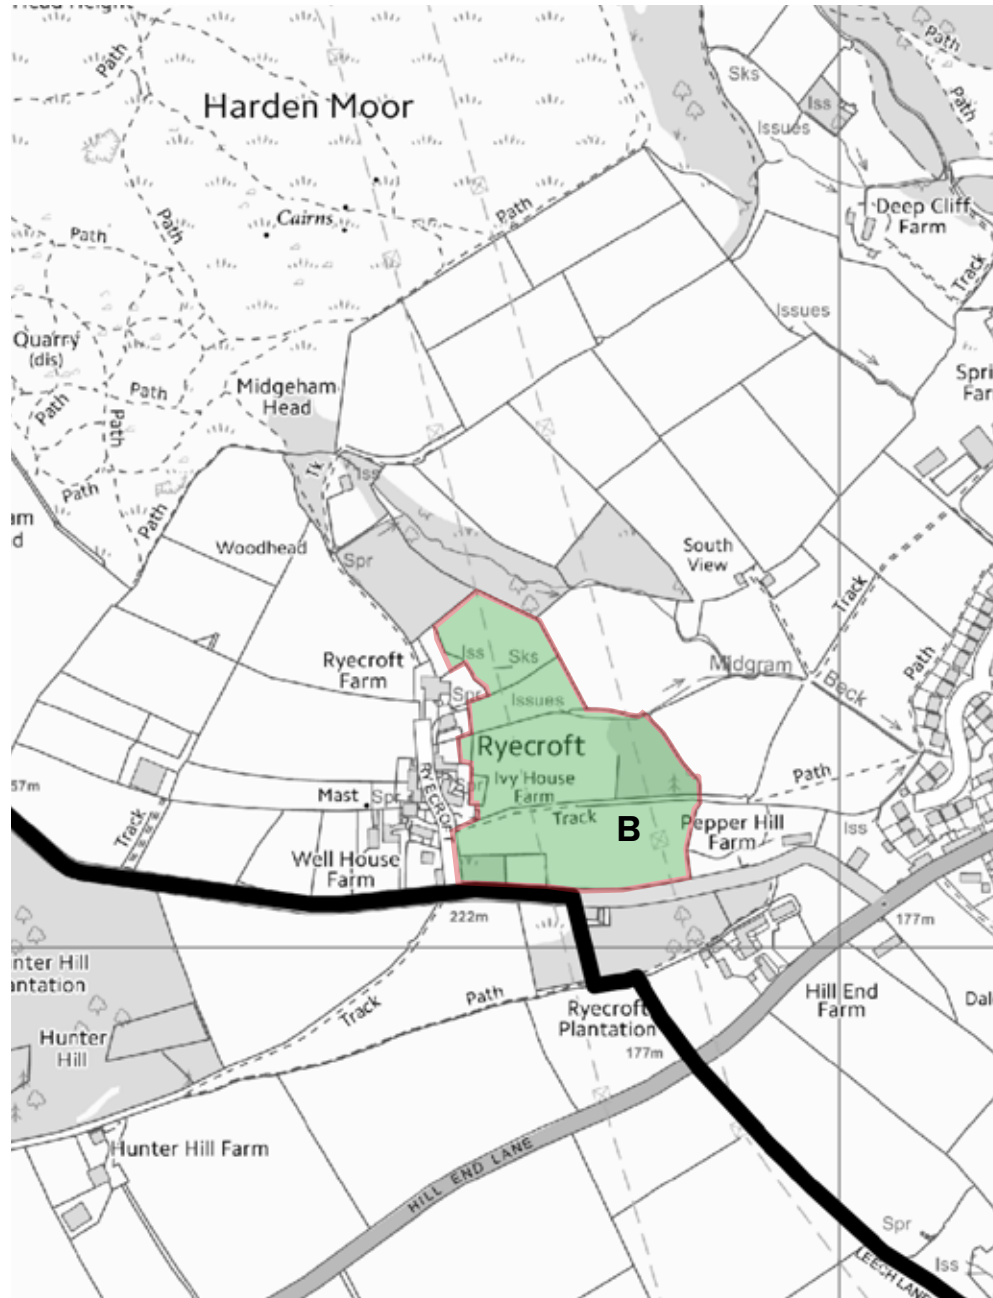 Path
Path
Harden Moor
Sks
Iss
Issues
Path
Path
Cairns
Path
Path
Deep Cliff
Farm
Track
Path
Issues
Quarry
(dis)
Midgeham
Head
Path
Path
Path
Tk
Iss
Path
Path
Woodhead
Spr
South
View
Track
Path
Ryecroft
Farm
Iss
Sks
Midgram
Beck
Spr
Issues
Ryecroft
57m
Mast
Spr
RYECROFT
Spr
Ivy House
Farm
Path
Track
Track
B
Pepper Hill
Farm
Iss
Well House
Farm
222m
177m
Hill
Track
Path
Ryecroft
Plantation
Hill End
Farm
Hunter
Hill
177m
Hunter Hill Farm
HILL END LANE
Spr
Iss
LEECH LANE